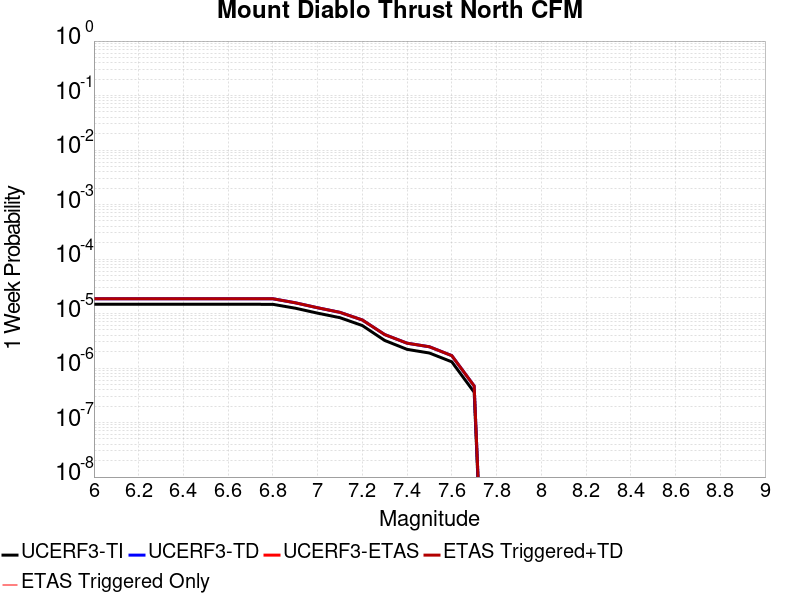 Mount Diablo Thrust North CFM
1 Week Probability
10^0
10^-1
10^-2
10^-3
10^-4
10^-5
10^-6
10^-7
10^-8
6 6.2 6.4 6.6 6.8 7 7.2 7.4 7.6 7.8 8 8.2 8.4 8.6 8.8 9
Magnitude
UCERF3-TI UCERF3-TD UCERF3-ETAS ETAS Triggered+TD
ETAS Triggered Only